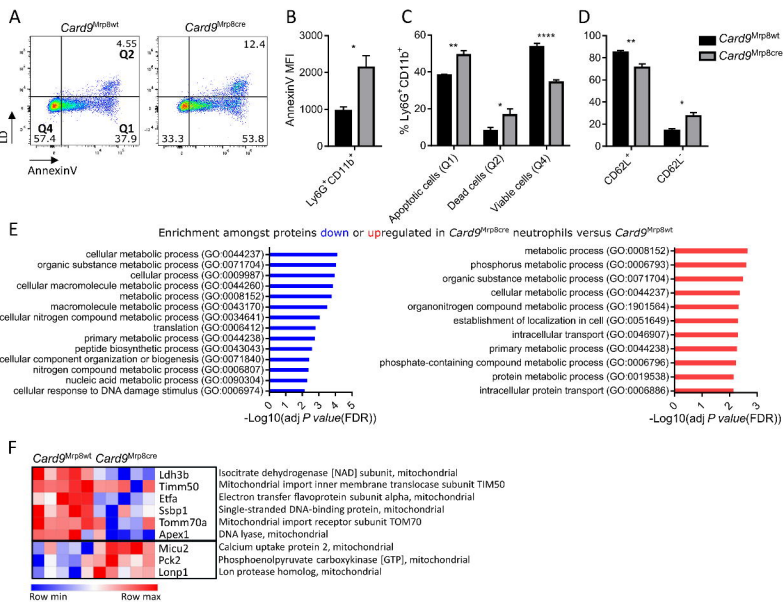 A
Card9Mrp8wt
Card9Mrp8cre
4.55
Q2
12.4
Q4
57.4
Q1
37.9
33.3
53.8
LD
AnnexinV
B
AnnexinV MFI
3000
2000
1000
0
*
Ly6G+CD11b+
C
% Ly6G+CD11b+
60
40
20
0
**
*
****
Apoptotic cells (Q1)
Dead cells (Q2)
Viable cells (Q4)
D
100
80
60
40
20
0
**
*
CD62L+
CD62L-
Card9Mrp8wt
Card9Mrp8cre
E
Enrichment amongst proteins down or upregulated in Card9Mrp8cre neutrophils versus Card9Mrp8wt
cellular metabolic process (GO:0044237)
organic substance metabolic process (GO:0071704)
cellular process (GO:0009987)
cellular macromolecule metabolic process (GO:0044260)
metabolic process (GO:0008152)
macromolecule metabolic process (GO:0043170)
cellular nitrogen compound metabolic process (GO:0034641)
translation (GO:0006412)
primary metabolic process (GO:0044238)
peptide biosynthetic process (GO:0043043)
cellular component organization or biogenesis (GO:0071840)
nitrogen compound metabolic process (GO:0006807)
nucleic acid metabolic process (GO:0090304)
cellular response to DNA damage stimulus (GO:0006974)
0 1 2 3 4 5
-Log10(adj P value(FDR))
metabolic process (GO:0008152)
phosphorus metabolic process (GO:0006793)
organic substance metabolic process (GO:0071704)
cellular metabolic process (GO:0044237)
organonitrogen compound metabolic process (GO:1901564)
establishment of localization in cell (GO:0051649)
intracellular transport (GO:0046907)
primary metabolic process (GO:0044238)
phosphate-containing compound metabolic process (GO:0006796)
protein metabolic process (GO:0019538)
intracellular protein transport (GO:0006886)
0 1 2 3
-Log10(adj P value(FDR))
F
Card9Mrp8wt Card9Mrp8cre
Ldh3b Isocitrate dehydrogenase [NAD] subunit, mitochondrial
Timm50 Mitochondrial import inner membrane translocase subunit TIM50
Etfa Electron transfer flavoprotein subunit alpha, mitochondrial
Ssbp1 Single-stranded DNA-binding protein, mitochondrial
Tomm70a Mitochondrial import receptor subunit TOM70
Apex1 DNA lyase, mitochondrial
Micu2 Calcium uptake protein 2, mitochondrial
Pck2 Phosphoenolpyruvate carboxykinase [GTP], mitochondrial
Lonp1 Lon protease homolog, mitochondrial
Row min Row max